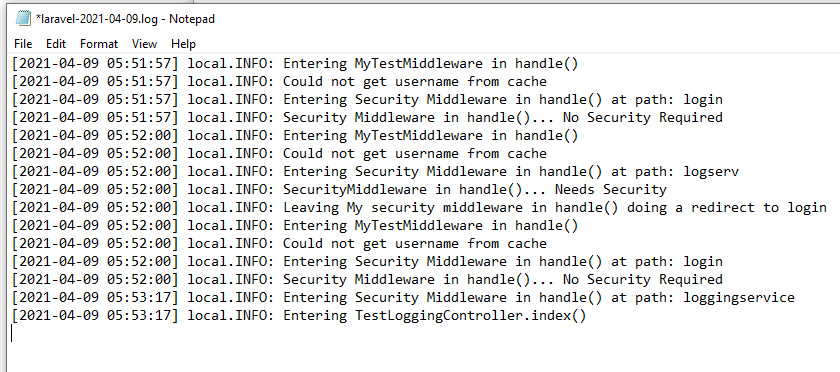 *laravel-2021-04-09.log - Notepad
File Edit Format View Help
[2021-04-09 05:51:57] local.INFO: Entering MyTestMiddleware in handle()
[2021-04-09 05:51:57] local.INFO: Could not get username from cache
[2021-04-09 05:51:57] local.INFO: Entering Security Middleware in handle() at path: login
[2021-04-09 05:51:57] local.INFO: Security Middleware in handle()... No Security Required
[2021-04-09 05:52:00] local.INFO: Entering MyTestMiddleware in handle()
[2021-04-09 05:52:00] local.INFO: Could not get username from cache
[2021-04-09 05:52:00] local.INFO: Entering Security Middleware in handle() at path: logserv
[2021-04-09 05:52:00] local.INFO: SecurityMiddleware in handle()... Needs Security
[2021-04-09 05:52:00] local.INFO: Leaving My security middleware in handle() doing a redirect to login
[2021-04-09 05:52:00] local.INFO: Entering MyTestMiddleware in handle()
[2021-04-09 05:52:00] local.INFO: Could not get username from cache
[2021-04-09 05:52:00] local.INFO: Entering Security Middleware in handle() at path: login
[2021-04-09 05:52:00] local.INFO: Security Middleware in handle()... No Security Required
[2021-04-09 05:53:17] local.INFO: Entering Security Middleware in handle() at path: loggingservice
[2021-04-09 05:53:17] local.INFO: Entering TestLoggingController.index()